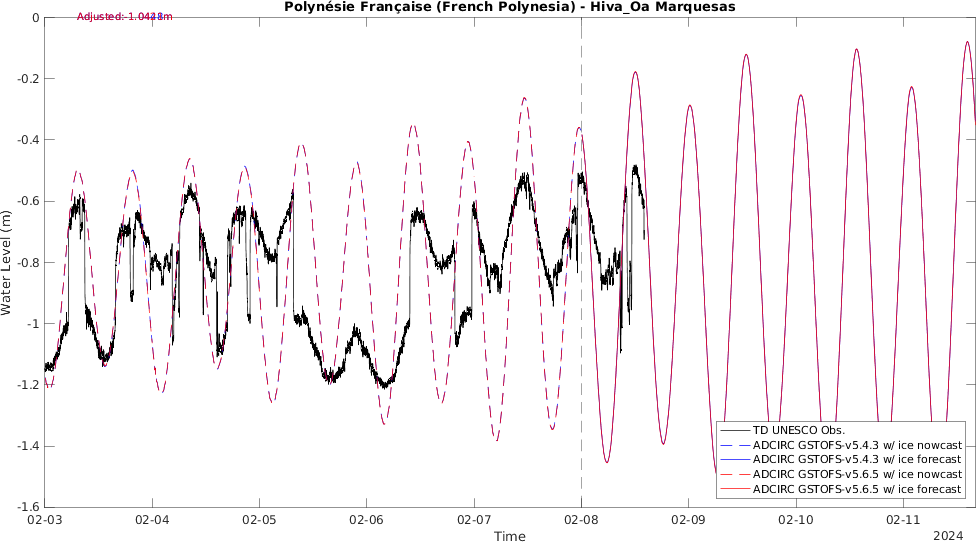 Polynésie Française (French Polynesia) - Hiva_Oa Marquesas
Water Level (m)
0
-0.2
-0.4
-0.6
-0.8
-1
-1.2
-1.4
-1.6
TD UNESCO Obs.
ADCIRC GSTOFS-v5.4.3 w/ ice nowcast
ADCIRC GSTOFS-v5.4.3 w/ ice forecast
ADCIRC GSTOFS-v5.6.5 w/ ice nowcast
ADCIRC GSTOFS-v5.6.5 w/ ice forecast
02-03 02-04 02-05 02-06 02-07 02-08 02-09 02-10 02-11
Time
2024